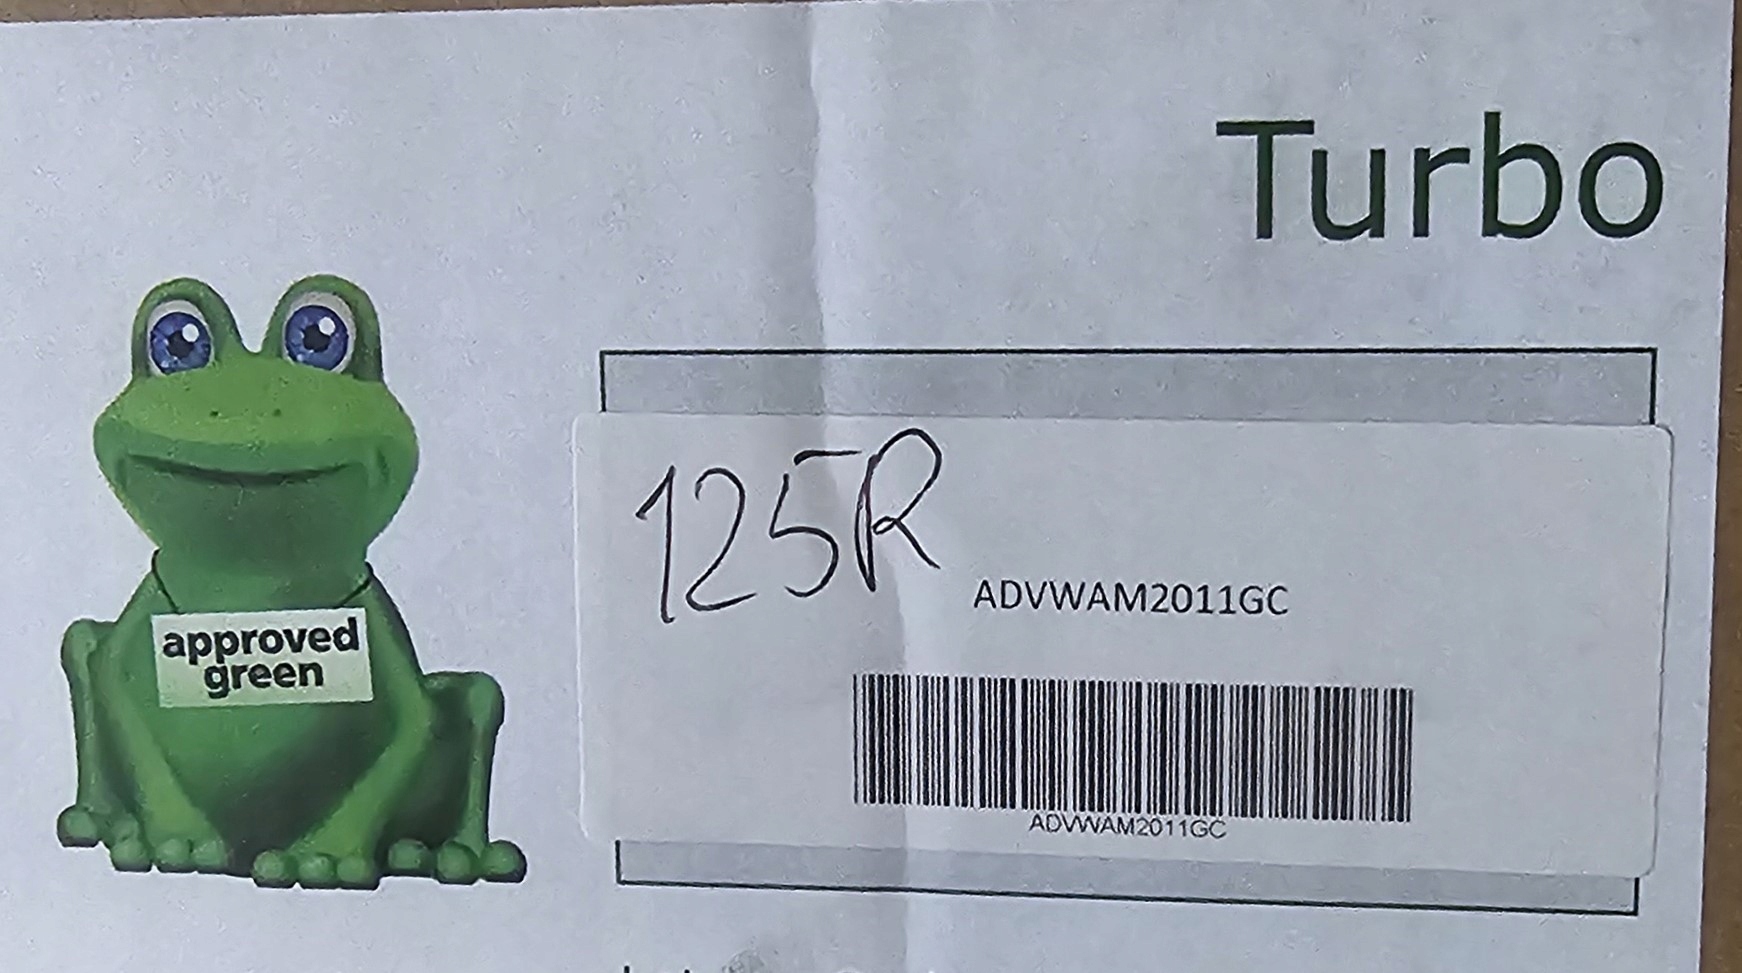 Turbo
approved
green
125R
ADVWAM2011GC
ADVWAM2011GC